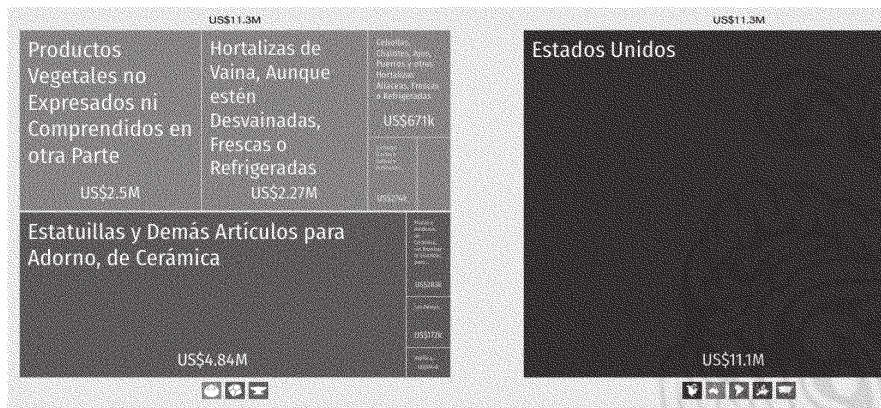 US$11.3M
Productos
Vegetales no
Expresados ni
Comprendidos en
otra Parte
US$2.5M
Hortalizas de
Vaina, Aunque
estén
Desvainadas,
Frescas o
Refrigeradas
US$2.27M
Cebollas,
Chalotes, Ajos,
Puerros y otras
Hortalizas
Aliáceas, Frescas
o Refrigeradas
US$671k
US$274k
Estatuillas y Demás Artículos para
Adorno, de Cerámica
US$4.84M
US$283k
US$172k
US$11.3M
Estados Unidos
US$11.1M